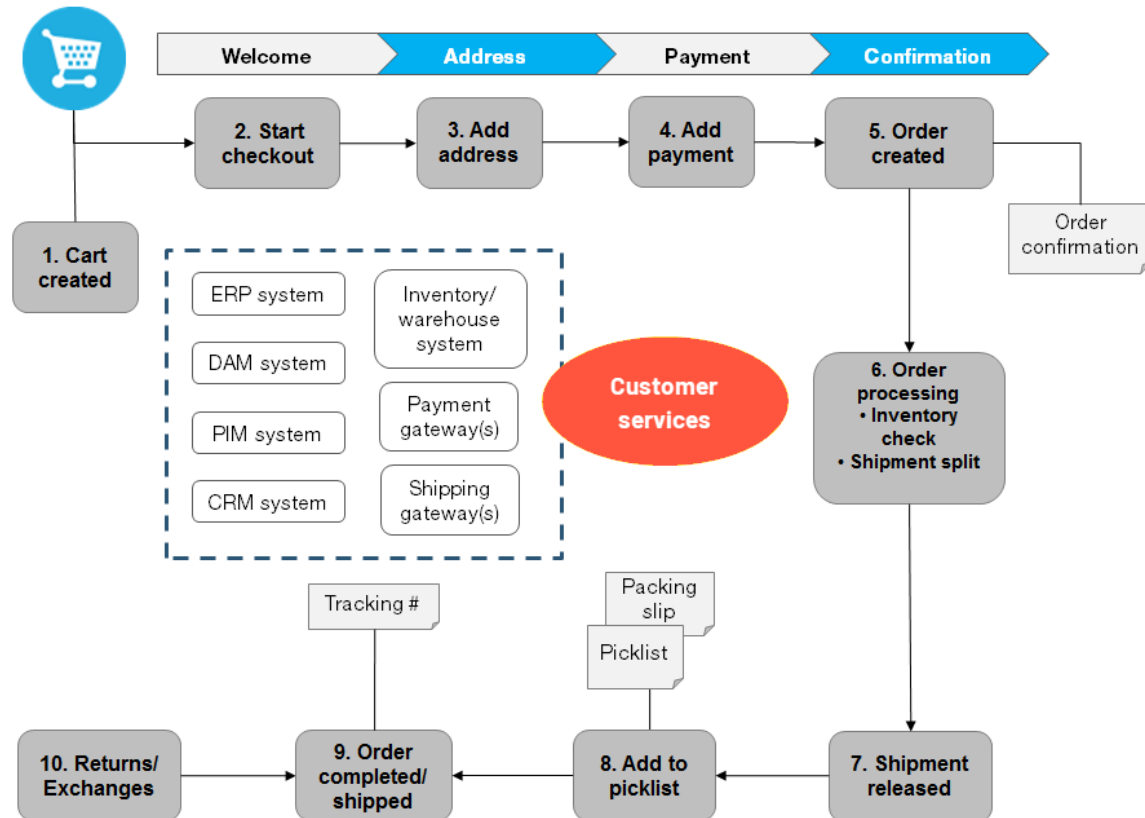 Welcome
Address
Payment
Confirmation
2. Start
checkout
3. Add
address
4. Add
payment
5. Order
created
1. Cart
created
Order
confirmation
ERP system
DAM system
PIM system
CRM system
Inventory/
warehouse
system
Payment
gateway(s)
Shipping
gateway(s)
Customer
services
6. Order
processing
• Inventory
check
• Shipment split
Tracking #
Packing
slip
Picklist
10. Returns/
Exchanges
9. Order
completed/
shipped
8. Add to
picklist
7. Shipment
released